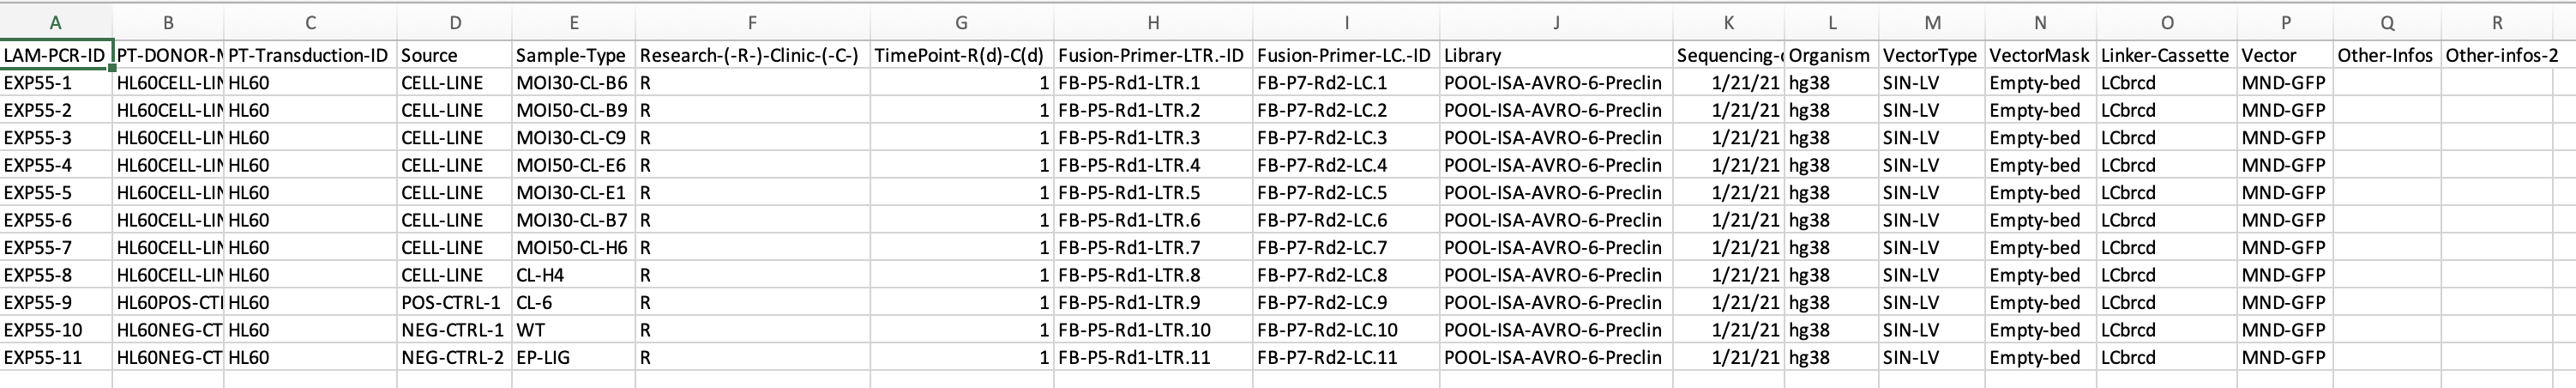 A B C D E F G H I J K L M N O P Q R
LAM-PCR-ID PT-DONOR-M PT-Transduction-ID Source Sample-Type Research-(-R-)-Clinic-(-C-) TimePoint-R(d)-C(d) Fusion-Primer-LTR.-ID Fusion-Primer-LC.-ID Library Sequencing- Organism VectorType VectorMask Linker-Cassette Vector Other-Infos Other-infos-2
EXP55-1 HL60CELL-LIN HL60 CELL-LINE MOI30-CL-B6 R 1 FB-P5-Rd1-LTR.1 FB-P7-Rd2-LC.1 POOL-ISA-AVRO-6-Preclin 1/21/21 hg38 SIN-LV Empty-bed LCbrcd MND-GFP
EXP55-2 HL60CELL-LIN HL60 CELL-LINE MOI50-CL-B9 R 1 FB-P5-Rd1-LTR.2 FB-P7-Rd2-LC.2 POOL-ISA-AVRO-6-Preclin 1/21/21 hg38 SIN-LV Empty-bed LCbrcd MND-GFP
EXP55-3 HL60CELL-LIN HL60 CELL-LINE MOI30-CL-C9 R 1 FB-P5-Rd1-LTR.3 FB-P7-Rd2-LC.3 POOL-ISA-AVRO-6-Preclin 1/21/21 hg38 SIN-LV Empty-bed LCbrcd MND-GFP
EXP55-4 HL60CELL-LIN HL60 CELL-LINE MOI50-CL-E6 R 1 FB-P5-Rd1-LTR.4 FB-P7-Rd2-LC.4 POOL-ISA-AVRO-6-Preclin 1/21/21 hg38 SIN-LV Empty-bed LCbrcd MND-GFP
EXP55-5 HL60CELL-LIN HL60 CELL-LINE MOI30-CL-E1 R 1 FB-P5-Rd1-LTR.5 FB-P7-Rd2-LC.5 POOL-ISA-AVRO-6-Preclin 1/21/21 hg38 SIN-LV Empty-bed LCbrcd MND-GFP
EXP55-6 HL60CELL-LIN HL60 CELL-LINE MOI30-CL-B7 R 1 FB-P5-Rd1-LTR.6 FB-P7-Rd2-LC.6 POOL-ISA-AVRO-6-Preclin 1/21/21 hg38 SIN-LV Empty-bed LCbrcd MND-GFP
EXP55-7 HL60CELL-LIN HL60 CELL-LINE MOI50-CL-H6 R 1 FB-P5-Rd1-LTR.7 FB-P7-Rd2-LC.7 POOL-ISA-AVRO-6-Preclin 1/21/21 hg38 SIN-LV Empty-bed LCbrcd MND-GFP
EXP55-8 HL60CELL-LIN HL60 CELL-LINE CL-H4 R 1 FB-P5-Rd1-LTR.8 FB-P7-Rd2-LC.8 POOL-ISA-AVRO-6-Preclin 1/21/21 hg38 SIN-LV Empty-bed LCbrcd MND-GFP
EXP55-9 HL60POS-CTI HL60 POS-CTRL-1 CL-6 R 1 FB-P5-Rd1-LTR.9 FB-P7-Rd2-LC.9 POOL-ISA-AVRO-6-Preclin 1/21/21 hg38 SIN-LV Empty-bed LCbrcd MND-GFP
EXP55-10 HL60NEG-CT HL60 NEG-CTRL-1 WT R 1 FB-P5-Rd1-LTR.10 FB-P7-Rd2-LC.10 POOL-ISA-AVRO-6-Preclin 1/21/21 hg38 SIN-LV Empty-bed LCbrcd MND-GFP
EXP55-11 HL60NEG-CT HL60 NEG-CTRL-2 EP-LIG R 1 FB-P5-Rd1-LTR.11 FB-P7-Rd2-LC.11 POOL-ISA-AVRO-6-Preclin 1/21/21 hg38 SIN-LV Empty-bed LCbrcd MND-GFP